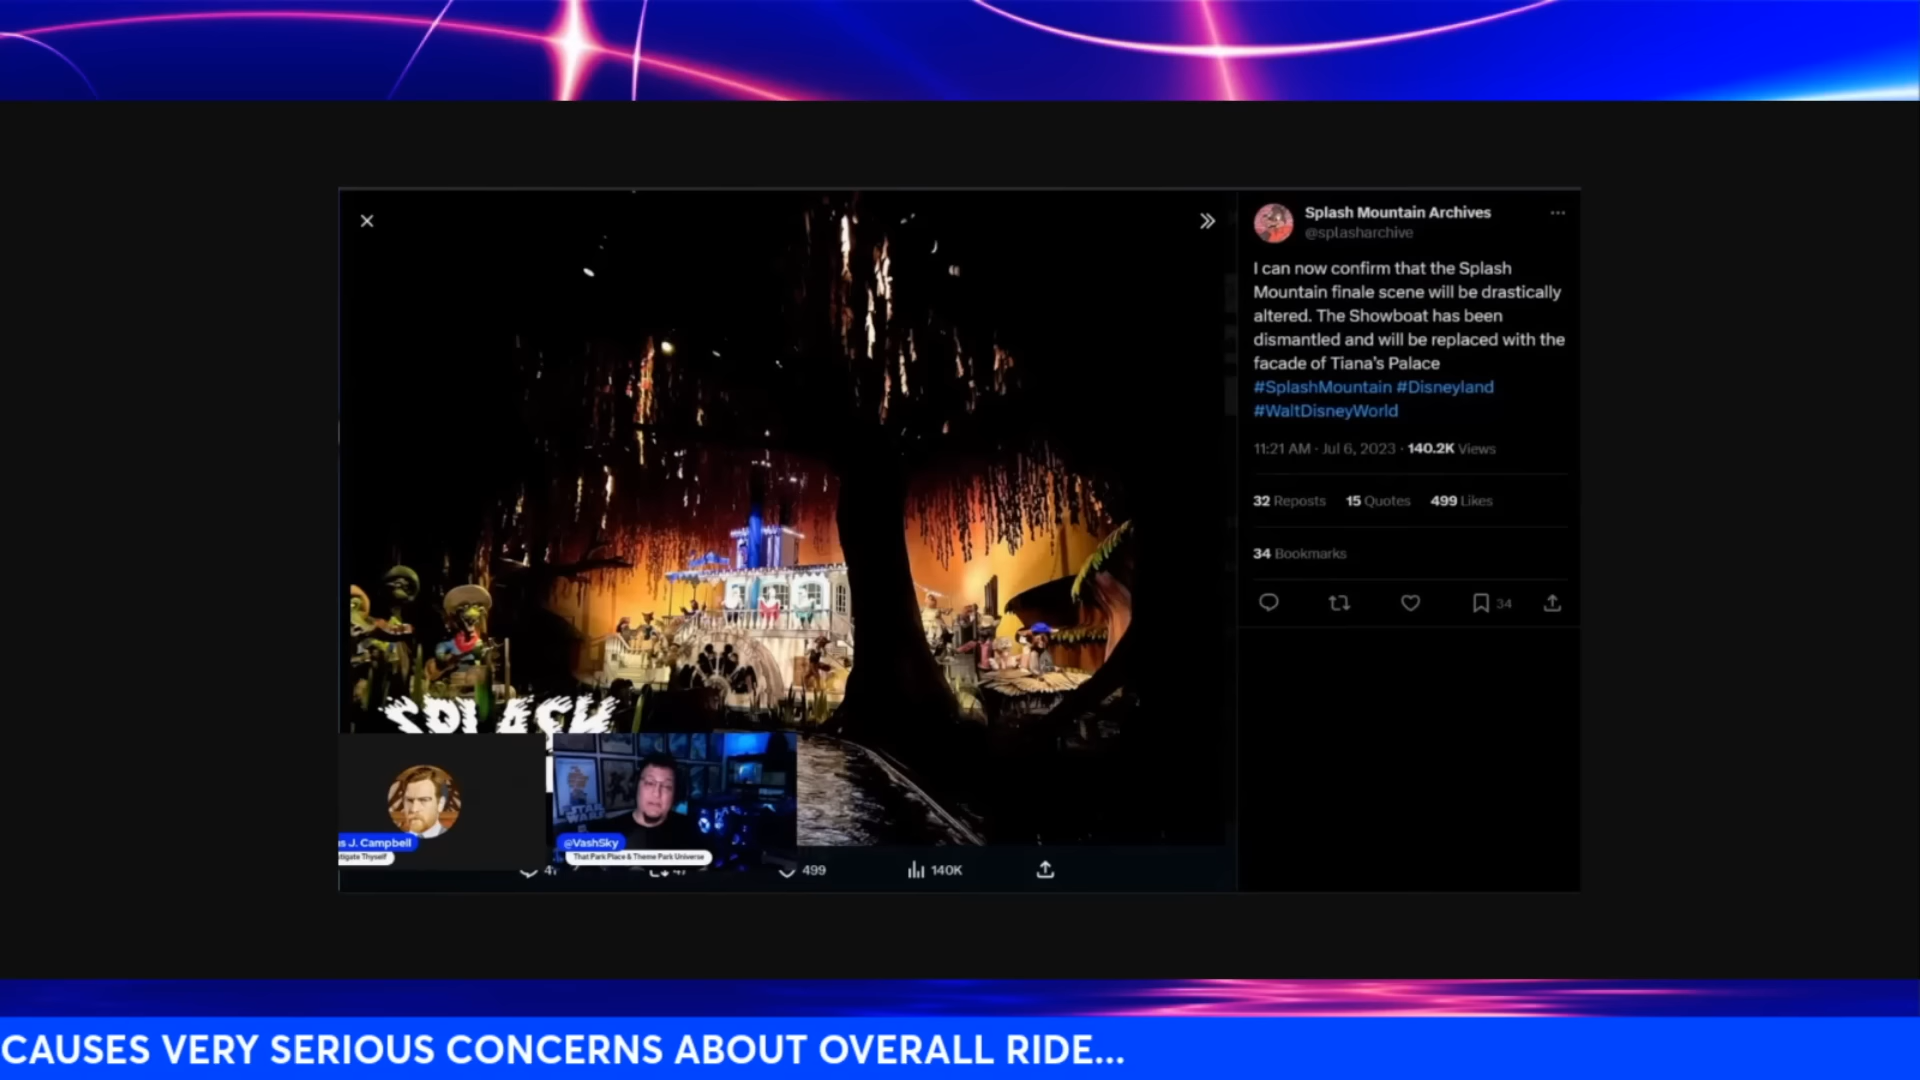 Splash Mountain Archives
@splasharchive
I can now confirm that the Splash
Mountain finale scene will be drastically
altered. The Showboat has been
dismantled and will be replaced with the
facade of Tiana's Palace
#SplashMountain #Disneyland
#WaltDisneyWorld
11:21 AM · Jul 6, 2023 · 140.2K Views
32 Reposts 15 Quotes 499 Likes
34 Bookmarks
34
SPLASH
J. Campbell
Thyself
@VashSky
That Park Place & Theme Park Universe
499
140K
CAUSES VERY SERIOUS CONCERNS ABOUT OVERALL RIDE...